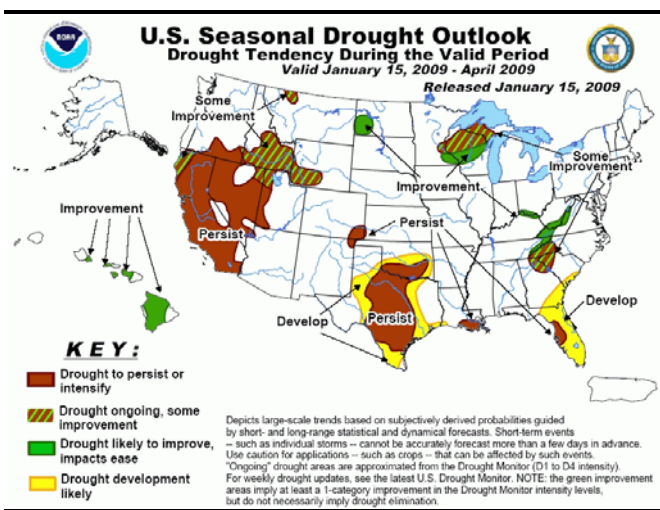 NOAA
U.S. Seasonal Drought Outlook
Drought Tendency During the Valid Period
Valid January 15, 2009 - April 2009
Released January 15, 2009
Some
Improvement
Some
Improvement
Improvement
Improvement
Persist
Persist
Develop
Persist
Develop
KEY:
Drought to persist or
intensify
Drought ongoing, some
improvement
Drought likely to improve,
impacts ease
Drought development
likely
Depicts large-scale trends based on subjectively derived probabilities guided
by short- and long-range statistical and dynamical forecasts. Short-term events
-- such as individual storms -- cannot be accurately forecast more than a few days in advance.
Use caution for applications -- such as crops -- that can be affected by such events.
"Ongoing" drought areas are approximated from the Drought Monitor (D1 to D4 intensity).
For weekly drought updates, see the latest U.S. Drought Monitor. NOTE: the green improvement
areas imply at least a 1-category improvement in the Drought Monitor intensity levels,
but do not necessarily imply drought elimination.